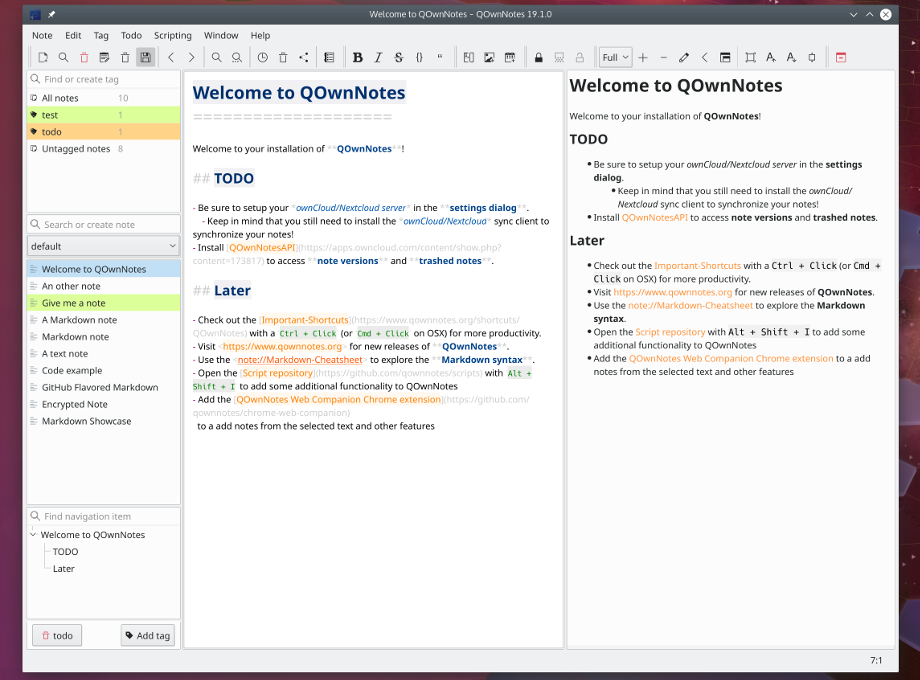 Welcome to QOwnNotes - QOwnNotes 19.1.0
Note Edit Tag Todo Scripting Window Help
B I S {} “ Full
Find or create tag
All notes 10
test 1
todo 1
Untagged notes 8
Search or create note
default
Welcome to QOwnNotes
An other note
Give me a note
A Markdown note
Markdown note
A text note
Code example
GitHub Flavored Markdown
Encrypted Note
Markdown Showcase
Find navigation item
Welcome to QOwnNotes
TODO
Later
todo
Add tag
Welcome to QOwnNotes
====================
Welcome to your installation of **QOwnNotes**!
## TODO
- Be sure to setup your *ownCloud/Nextcloud server* in the **settings dialog**.
- Keep in mind that you still need to install the *ownCloud/Nextcloud* sync client to
synchronize your notes!
- Install [QOwnNotesAPI](https://apps.owncloud.com/content/show.php?
content=173817) to access **note versions** and **trashed notes**.
## Later
- Check out the [Important-Shortcuts](https://www.qownnotes.org/shortcuts/
QOwnNotes) with a `Ctrl + Click` (or `Cmd + Click` on OSX) for more productivity.
- Visit <https://www.qownnotes.org> for new releases of **QOwnNotes**.
- Use the <note://Markdown-Cheatsheet> to explore the **Markdown syntax**.
- Open the [Script repository](https://github.com/qownnotes/scripts) with `Alt +
Shift + I` to add some additional functionality to QOwnNotes
- Add the [QOwnNotes Web Companion Chrome extension](https://github.com/
qownnotes/chrome-web-companion)
to a add notes from the selected text and other features
Welcome to QOwnNotes
Welcome to your installation of QOwnNotes!
TODO
• Be sure to setup your ownCloud/Nextcloud server in the settings
dialog.
• Keep in mind that you still need to install the ownCloud/
Nextcloud sync client to synchronize your notes!
• Install QOwnNotesAPI to access note versions and trashed notes.
Later
• Check out the Important-Shortcuts with a Ctrl + Click (or Cmd +
Click on OSX) for more productivity.
• Visit https://www.qownnotes.org for new releases of QOwnNotes.
• Use the note://Markdown-Cheatsheet to explore the Markdown
syntax.
• Open the Script repository with Alt + Shift + I to add some
additional functionality to QOwnNotes
• Add the QOwnNotes Web Companion Chrome extension to a add
notes from the selected text and other features
7:1